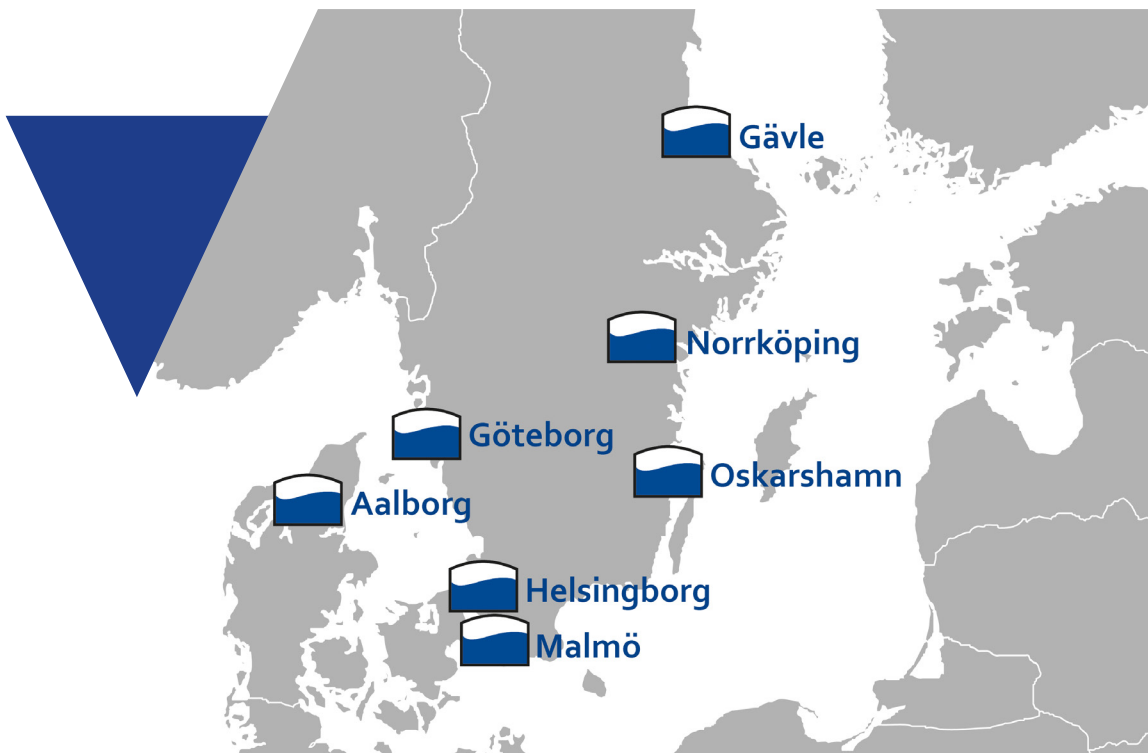 Gävle
Norrköping
Göteborg
Oskarshamn
Aalborg
Helsingborg
Malmö